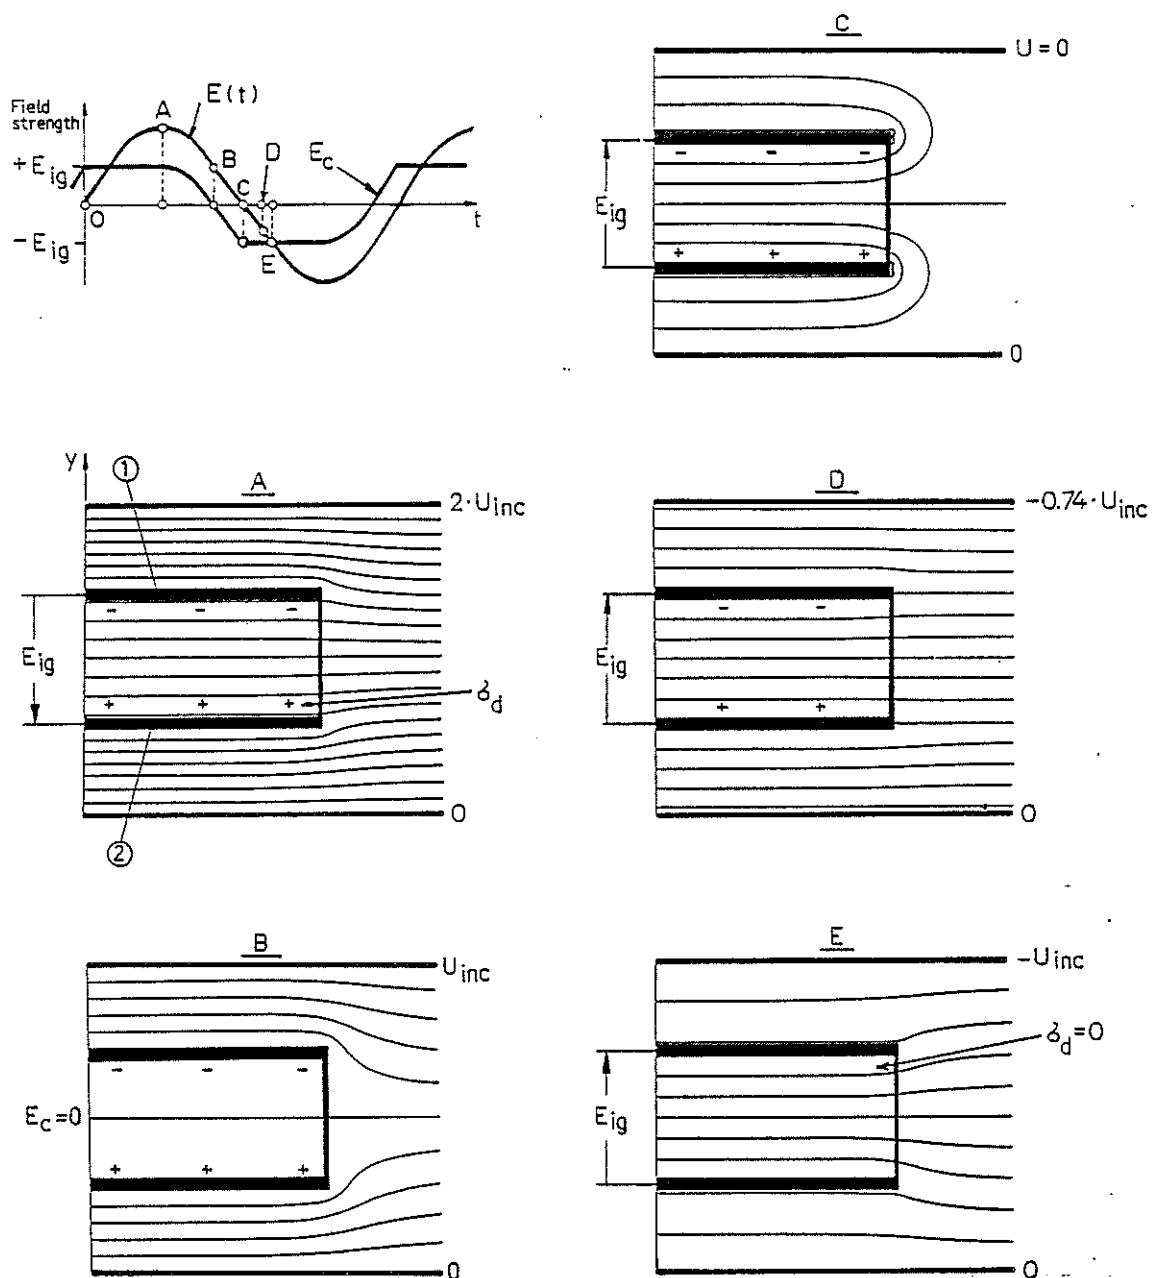 Field
strength
A
E(t)
+E_ig
B
D
E_c
C
O
t
-E_ig
E
C
U=0
- - -
E_ig
+ + +
0
y
①
A
2·U_inc
- - -
E_ig
+ + +
δ_d
0
②
D
-0.74·U_inc
- -
E_ig
+ +
0
B
U_inc
- - -
E_c=0
+ + +
0
E
-U_inc
δ_d=0
E_ig
0